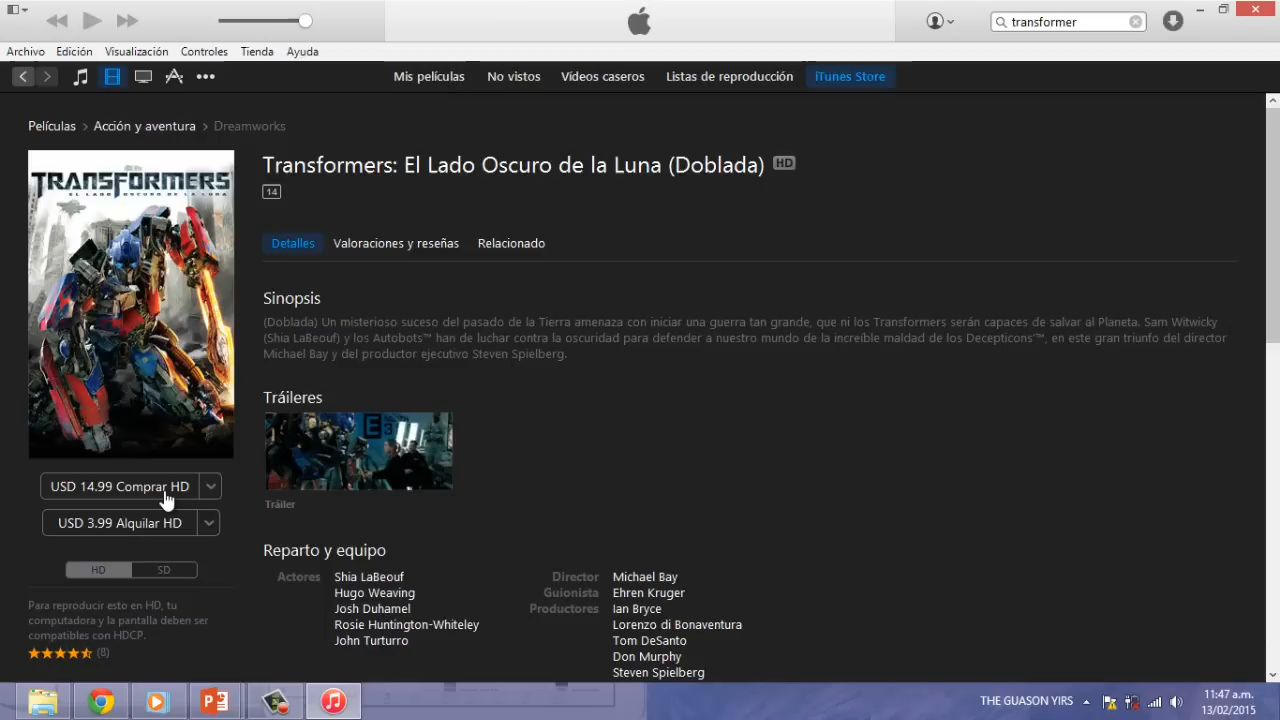 transformer
Archivo Edición Visualización Controles Tienda Ayuda
Mis películas No vistos Vídeos caseros Listas de reproducción iTunes Store
Películas > Acción y aventura > Dreamworks
TRANSFORMERS
EL LADO OSCURO DE LA LUNA
Transformers: El Lado Oscuro de la Luna (Doblada) HD
14
Detalles Valoraciones y reseñas Relacionado
Sinopsis
(Doblada) Un misterioso suceso del pasado de la Tierra amenaza con iniciar una guerra tan grande, que ni los Transformers serán capaces de salvar al Planeta. Sam Witwicky
(Shia LaBeouf) y los Autobots™ han de luchar contra la oscuridad para defender a nuestro mundo de la increíble maldad de los Decepticons™, en este gran triunfo del director
Michael Bay y del productor ejecutivo Steven Spielberg.
Tráileres
Tráiler
USD 14.99 Comprar HD
USD 3.99 Alquilar HD
HD SD
Para reproducir esto en HD, tu
computadora y la pantalla deben ser
compatibles con HDCP.
(8)
Reparto y equipo
Actores Shia LaBeouf
Hugo Weaving
Josh Duhamel
Rosie Huntington-Whiteley
John Turturro
Director Michael Bay
Guionista Ehren Kruger
Productores Ian Bryce
Lorenzo di Bonaventura
Tom DeSanto
Don Murphy
Steven Spielberg
THE GUASON YIRS
11:47 a.m.
13/02/2015